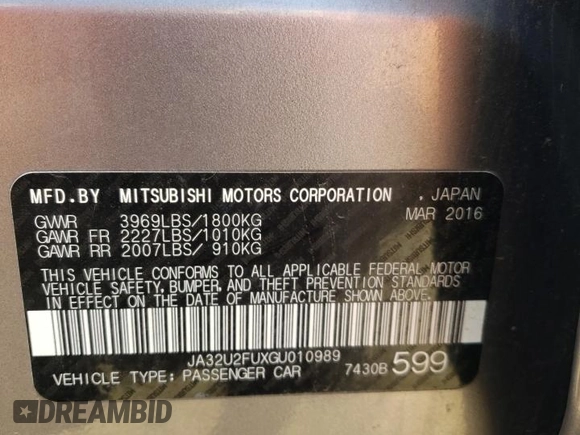 MFD.BY MITSUBISHI MOTORS CORPORATION . JAPAN
GVWR 3969LBS/1800KG MAR 2016
GAWR FR 2227LBS/1010KG
GAWR RR 2007LBS/ 910KG
THIS VEHICLE CONFORMS TO ALL APPLICABLE FEDERAL MOTOR
VEHICLE SAFETY, BUMPER, AND THEFT PREVENTION STANDARDS
IN EFFECT ON THE DATE OF MANUFACTURE SHOWN ABOVE.
JA32U2FUXGU010989
VEHICLE TYPE: PASSENGER CAR 7430B 599
DREAMBID